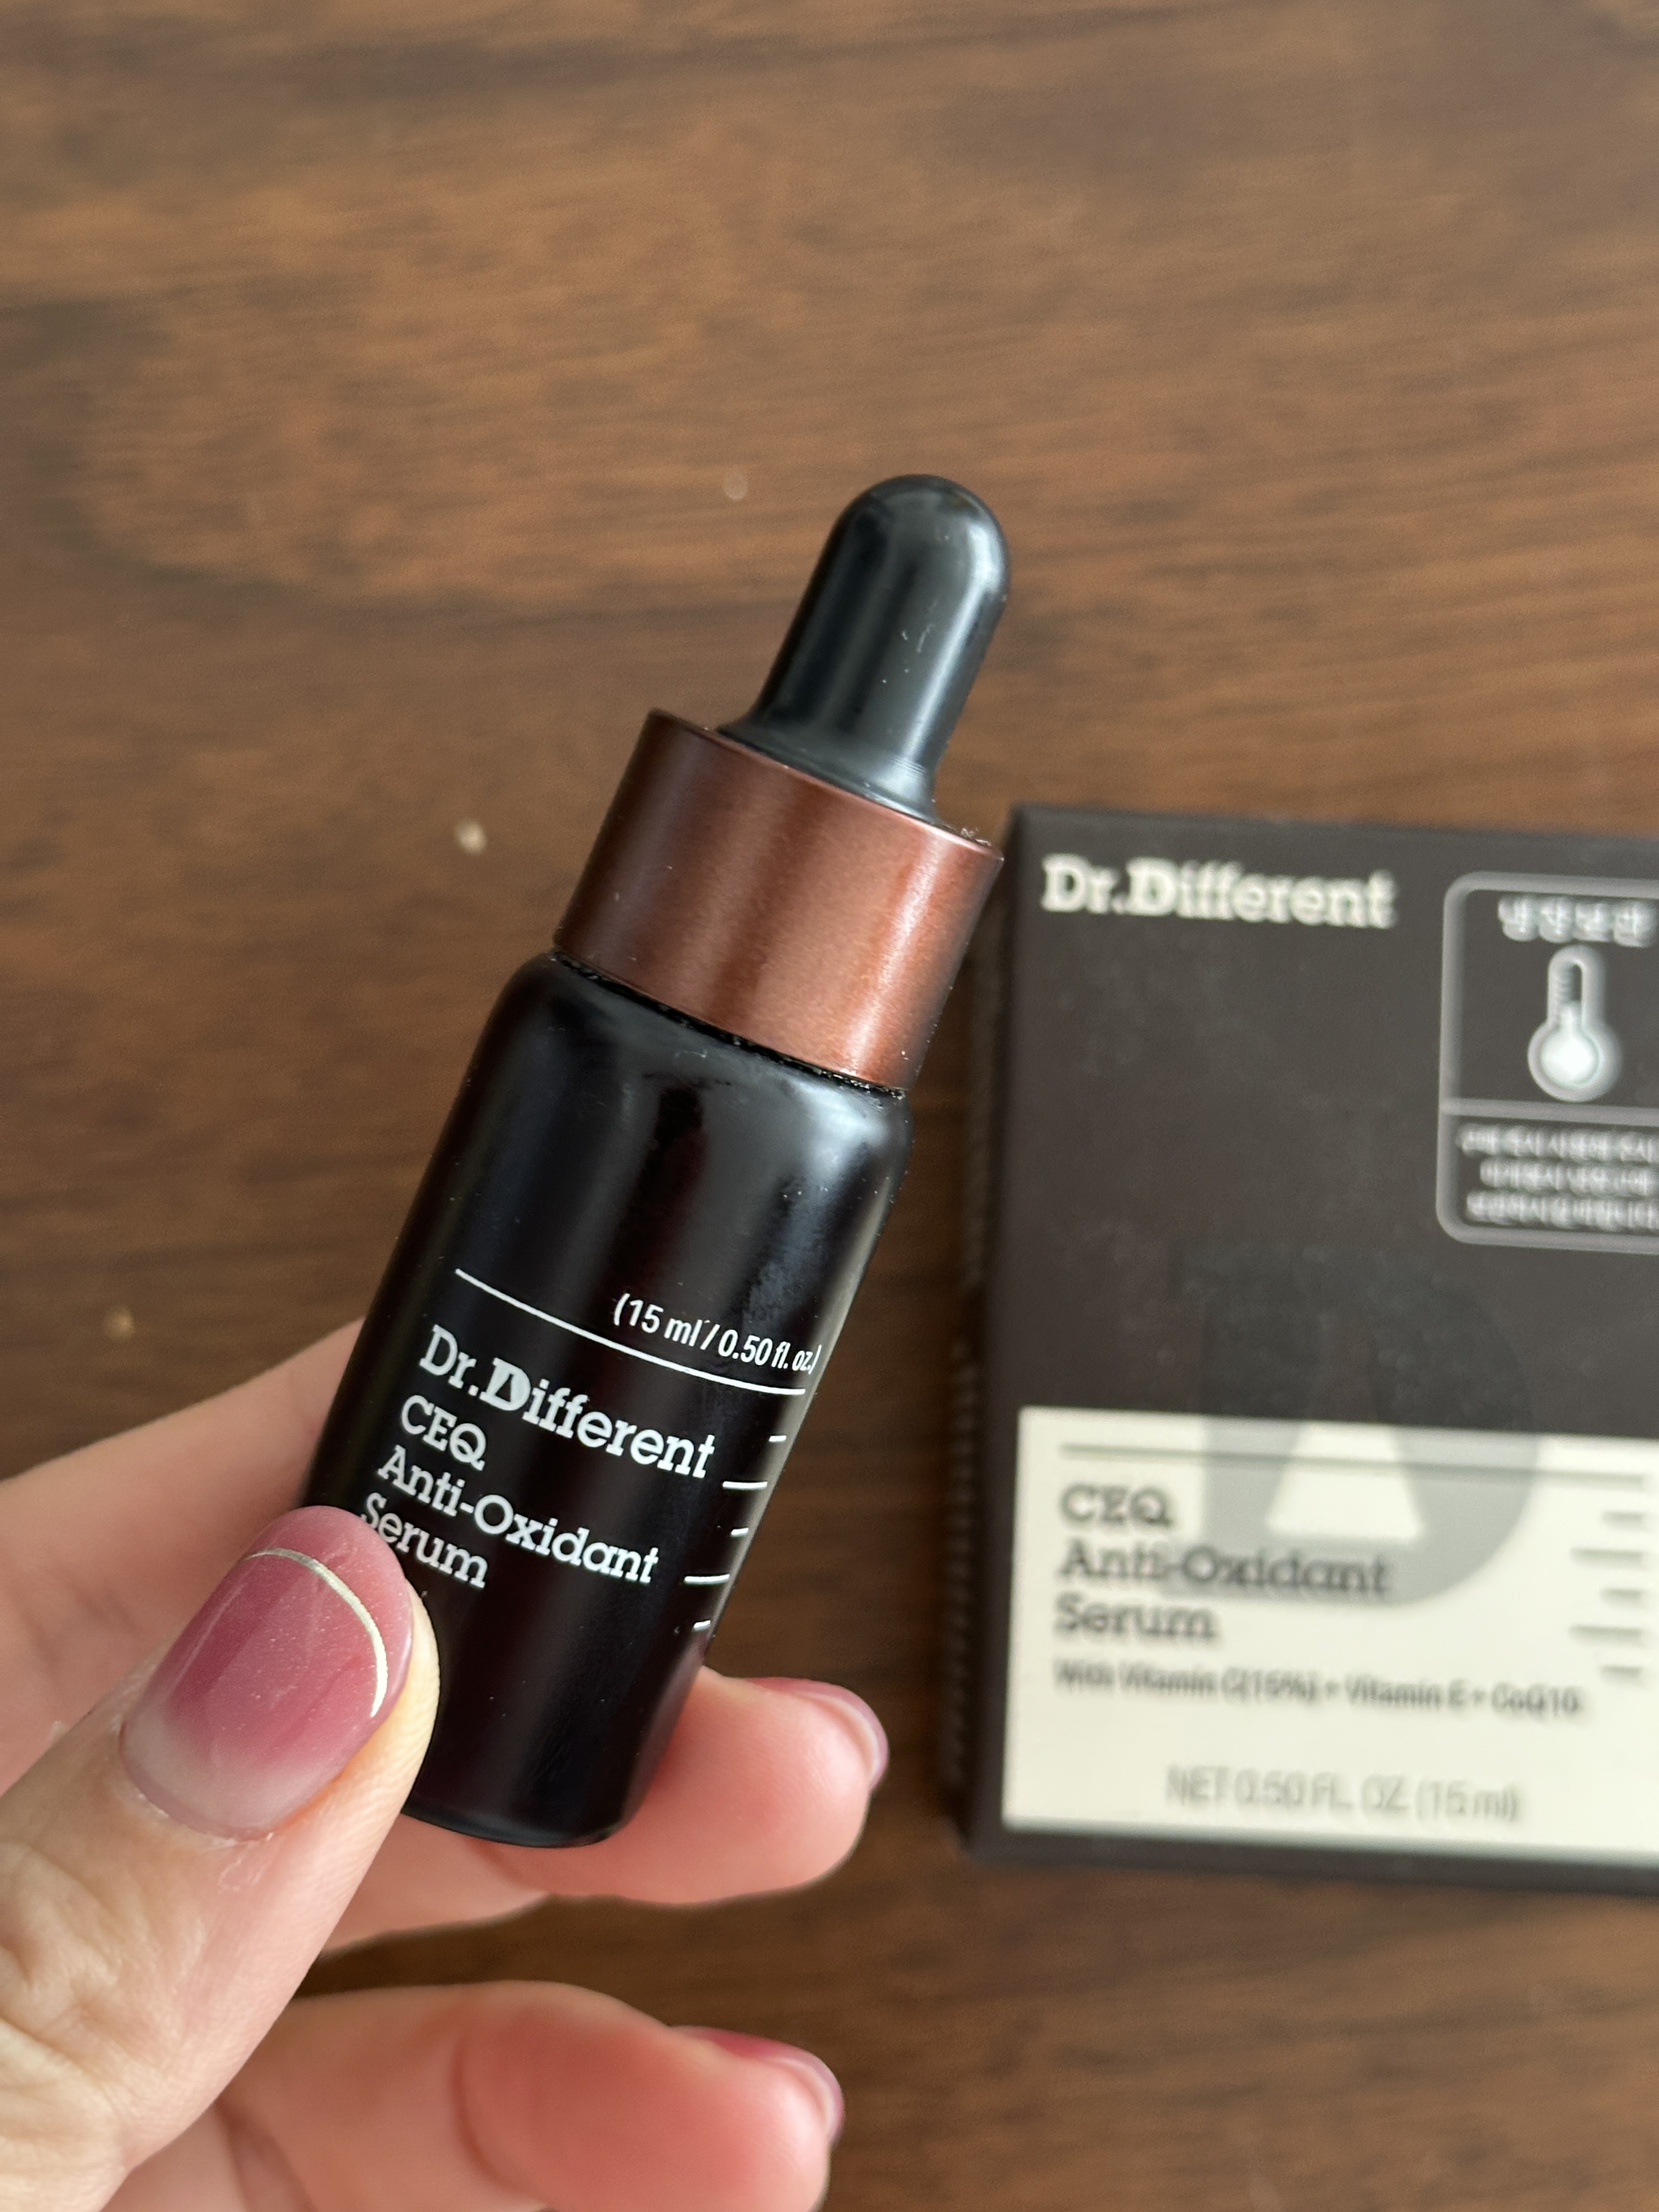 (15 ml / 0.50 fl. oz.)
Dr.Different
CEQ
Anti-Oxidant
Serum
Dr.Different
냉장보관
CEQ
Anti-Oxidant
Serum
With Vitamin C(15%) • Vitamin E • CoQ10
NET 0.50 FL. OZ (15 ml)